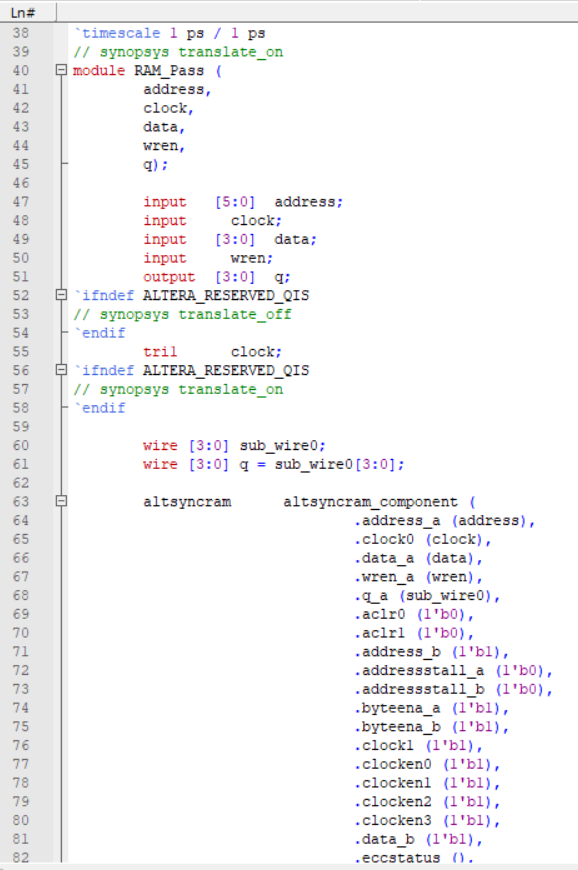 Ln#
38 `timescale 1 ps / 1 ps
39 // synopsys translate_on
40 module RAM_Pass (
41 address,
42 clock,
43 data,
44 wren,
45 q);
46
47 input [5:0] address;
48 input clock;
49 input [3:0] data;
50 input wren;
51 output [3:0] q;
52 `ifndef ALTERA_RESERVED_QIS
53 // synopsys translate_off
54 `endif
55 tri1 clock;
56 `ifndef ALTERA_RESERVED_QIS
57 // synopsys translate_on
58 `endif
59
60 wire [3:0] sub_wire0;
61 wire [3:0] q = sub_wire0[3:0];
62
63 altsyncram altsyncram_component (
64 .address_a (address),
65 .clock0 (clock),
66 .data_a (data),
67 .wren_a (wren),
68 .q_a (sub_wire0),
69 .aclr0 (1'b0),
70 .aclr1 (1'b0),
71 .address_b (1'b1),
72 .addressstall_a (1'b0),
73 .addressstall_b (1'b0),
74 .byteena_a (1'b1),
75 .byteena_b (1'b1),
76 .clock1 (1'b1),
77 .clocken0 (1'b1),
78 .clocken1 (1'b1),
79 .clocken2 (1'b1),
80 .clocken3 (1'b1),
81 .data_b (1'b1),
82 .eccstatus (),